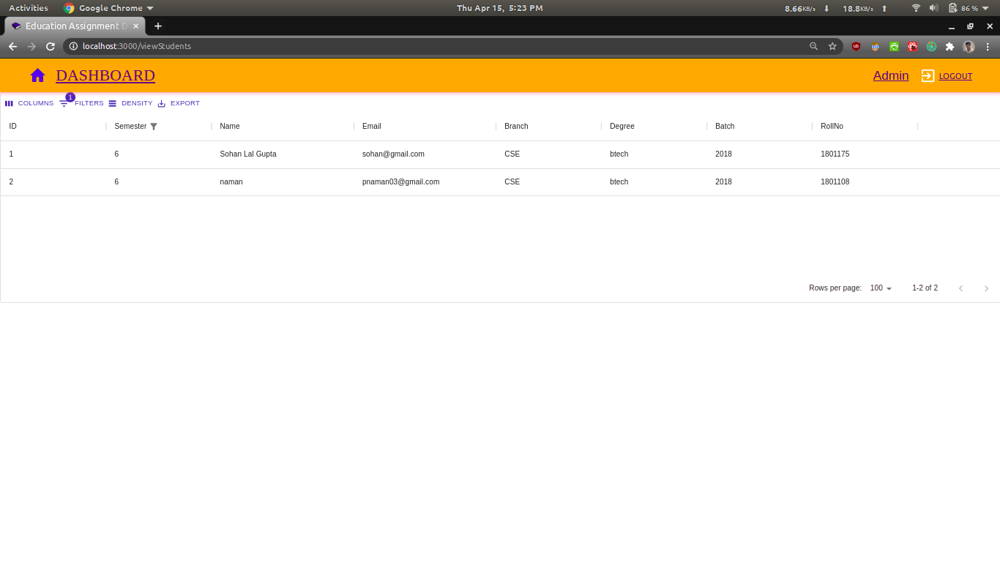 Activities Google Chrome Thu Apr 15, 5:23 PM 8.66KB/s 18.8KB/s 86 %
Education Assignment D
localhost:3000/viewStudents
DASHBOARD Admin LOGOUT
COLUMNS 1 FILTERS DENSITY EXPORT
ID Semester Name Email Branch Degree Batch RollNo
1 6 Sohan Lal Gupta sohan@gmail.com CSE btech 2018 1801175
2 6 naman pnaman03@gmail.com CSE btech 2018 1801108
Rows per page: 100 1-2 of 2